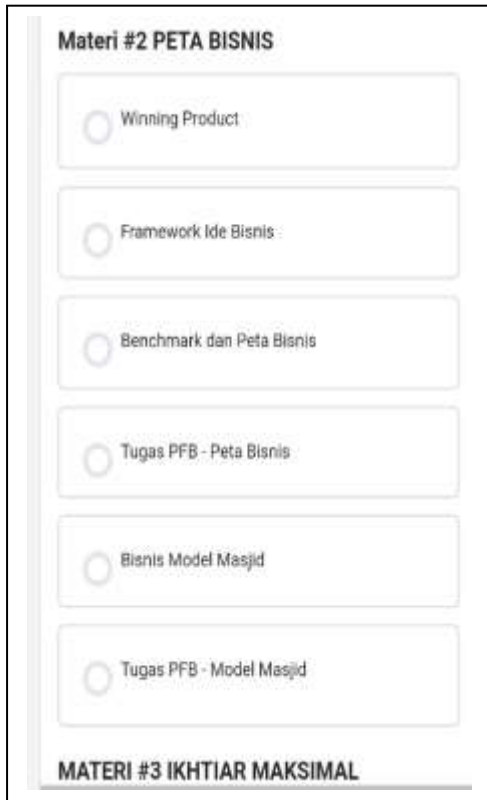 Materi #2 PETA BISNIS
Winning Product
Framework Ide Bisnis
Benchmark dan Peta Bisnis
Tugas PFB - Peta Bisnis
Bisnis Model Masjid
Tugas PFB - Model Masjid
MATERI #3 IKHTIAR MAKSIMAL